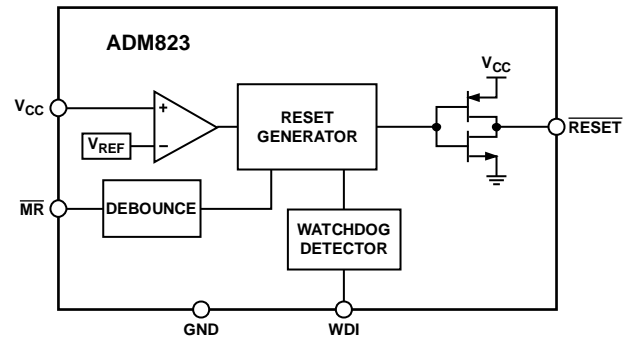 ADM823
VCC
VCC
+
RESET
GENERATOR
RESET
VREF
−
MR
DEBOUNCE
WATCHDOG
DETECTOR
GND
WDI